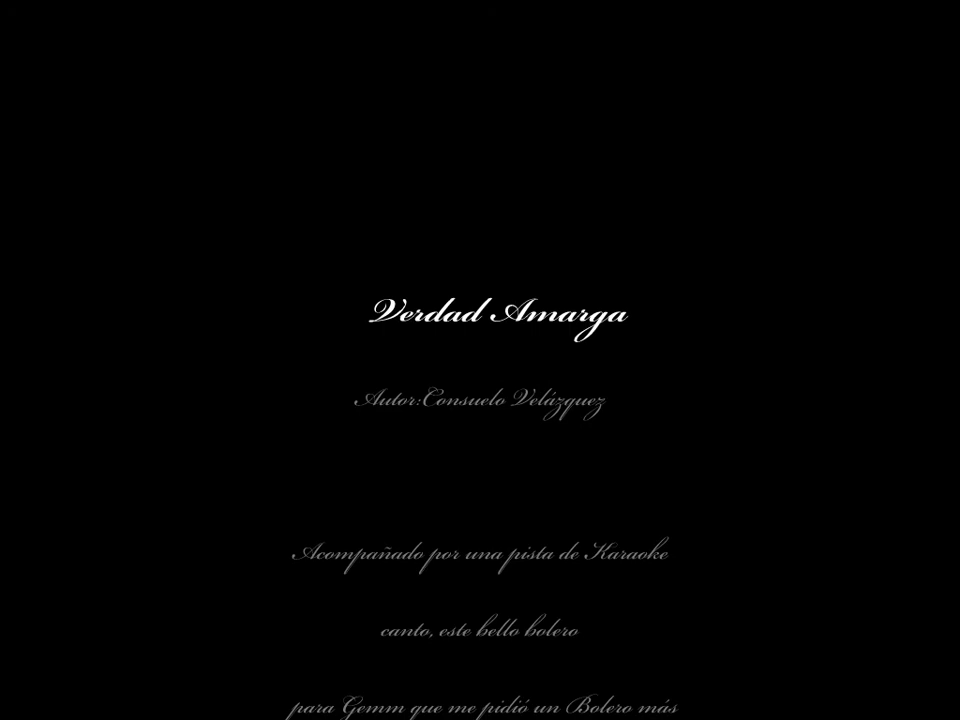 Verdad Amarga
Autor:Consuelo Velázquez
Acompañado por una pista de Karaoke
canto, este bello bolero
para Gemm que me pidió un Bolero más